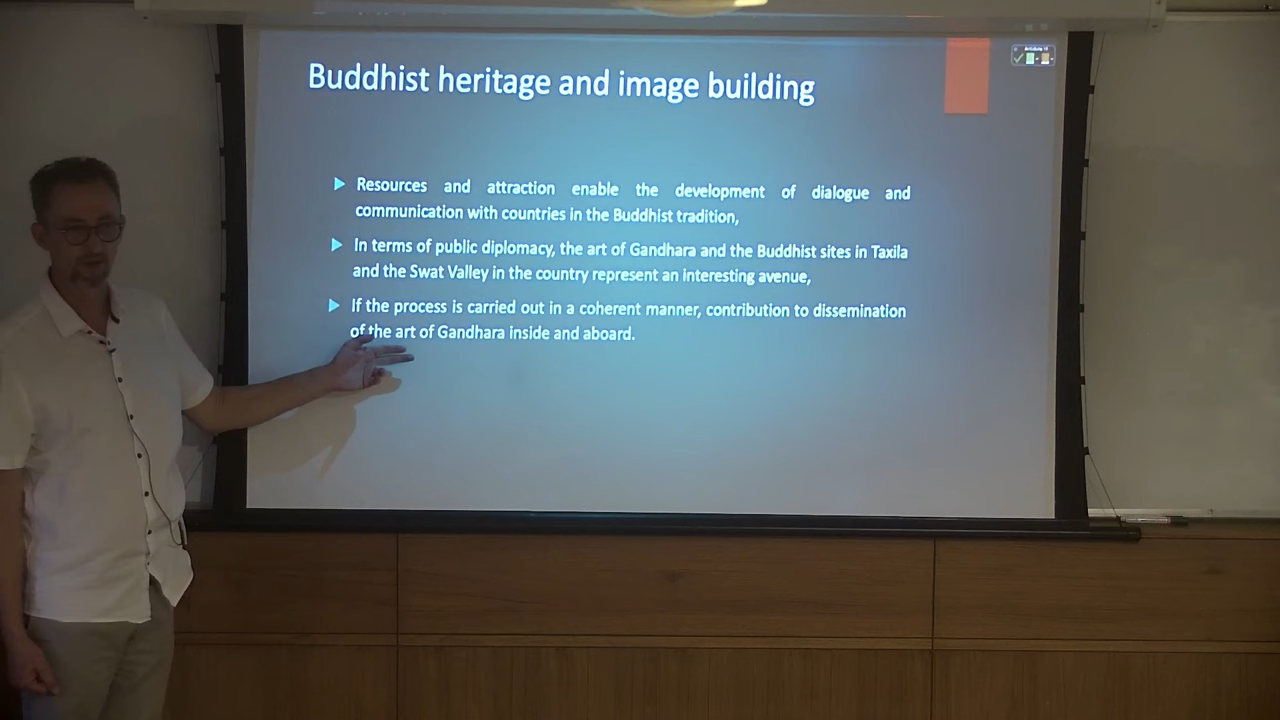 Buddhist heritage and image building
Resources and attraction enable the development of dialogue and
communication with countries in the Buddhist tradition,
In terms of public diplomacy, the art of Gandhara and the Buddhist sites in Taxila
and the Swat Valley in the country represent an interesting avenue,
If the process is carried out in a coherent manner, contribution to dissemination
of the art of Gandhara inside and aboard.